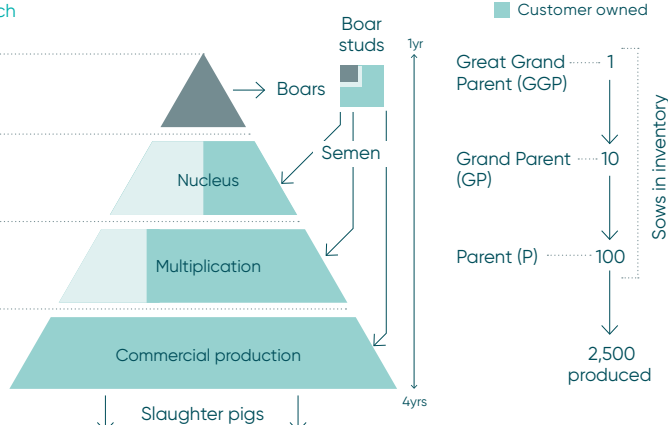 ch
Customer owned
Boar
studs
1yr
Boars
Semen
Nucleus
Multiplication
Commercial production
4yrs
Slaughter pigs
Great Grand
Parent (GGP)
1
Grand Parent
(GP)
10
Parent (P)
100
Sows in inventory
2,500
produced